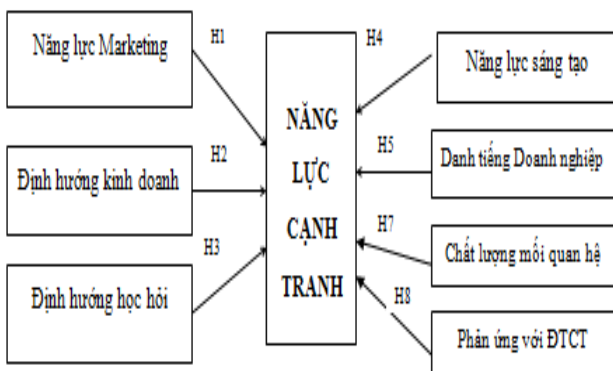 Năng lực Marketing
H1
Định hướng kinh doanh
H2
Định hướng học hỏi
H3
NĂNG
LỰC
CẠNH
TRANH
H4
Năng lực sáng tạo
H5
Danh tiếng Doanh nghiệp
H7
Chất lượng mối quan hệ
H8
Phản ứng với ĐTCT